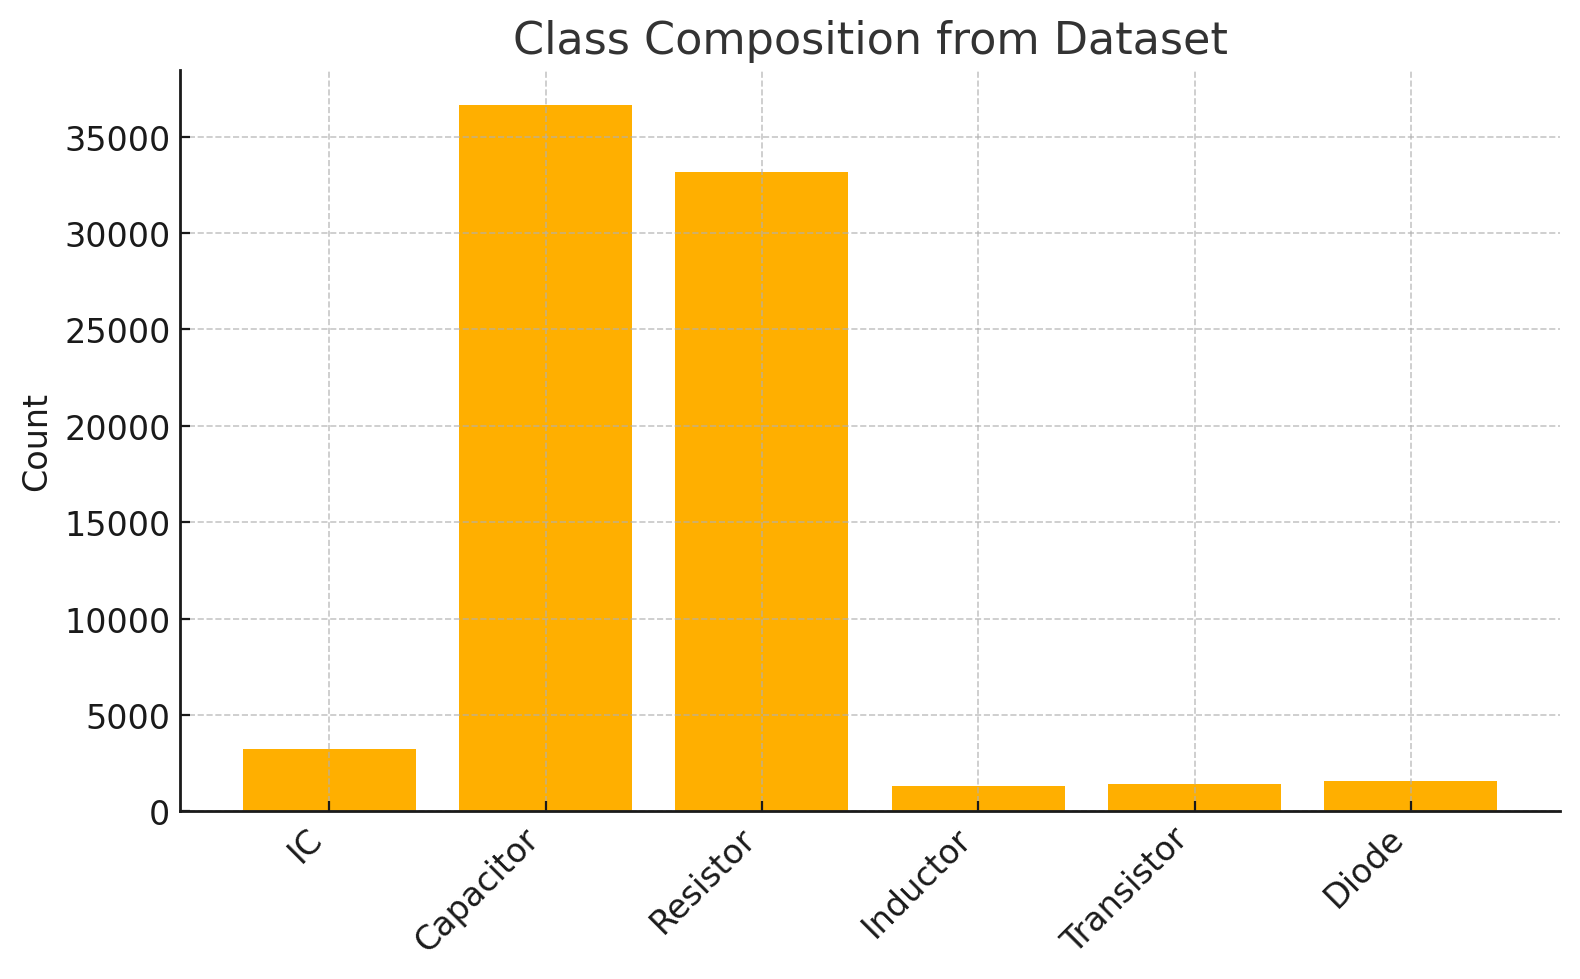 Class Composition from Dataset
Count
35000
30000
25000
20000
15000
10000
5000
0
IC
Capacitor
Resistor
Inductor
Transistor
Diode